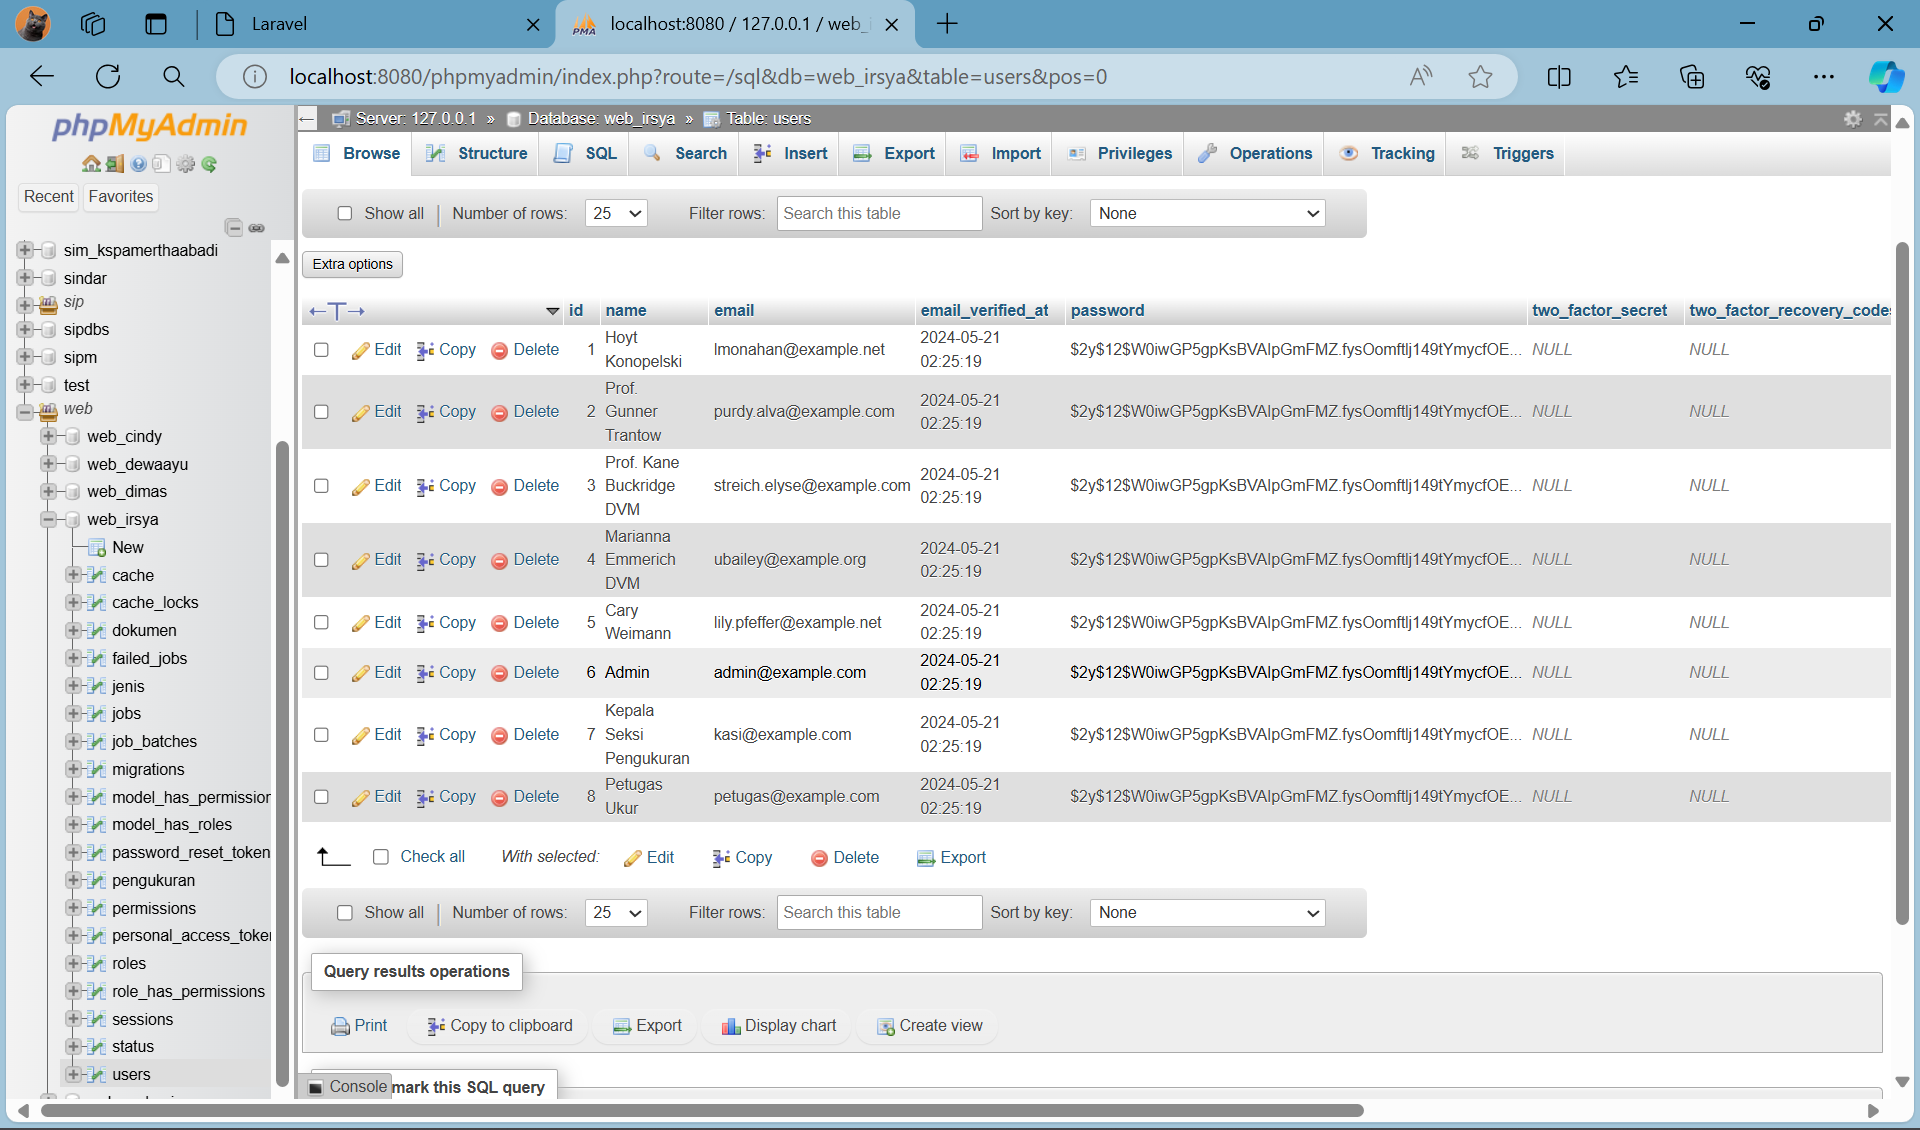 Laravel
localhost:8080 / 127.0.0.1 / web_
localhost:8080/phpmyadmin/index.php?route=/sql&db=web_irsya&table=users&pos=0
phpMyAdmin
Recent Favorites
sim_kspamerthaabadi
sindar
sip
sipdbs
sipm
test
web
web_cindy
web_dewaayu
web_dimas
web_irsya
New
cache
cache_locks
dokumen
failed_jobs
jenis
jobs
job_batches
migrations
model_has_permission
model_has_roles
password_reset_token
pengukuran
permissions
personal_access_token
roles
role_has_permissions
sessions
status
users
Server: 127.0.0.1 » Database: web_irsya » Table: users
Browse Structure SQL Search Insert Export Import Privileges Operations Tracking Triggers
Show all Number of rows: 25 Filter rows: Search this table Sort by key: None
Extra options
id name email email_verified_at password two_factor_secret two_factor_recovery_codes
Edit Copy Delete 1 Hoyt Konopelski lmonahan@example.net 2024-05-21 02:25:19 $2y$12$W0iwGP5gpKsBVAlpGmFMZ.fysOomftlj149tYmycfOE... NULL NULL
Edit Copy Delete 2 Prof. Gunner Trantow purdy.alva@example.com 2024-05-21 02:25:19 $2y$12$W0iwGP5gpKsBVAlpGmFMZ.fysOomftlj149tYmycfOE... NULL NULL
Edit Copy Delete 3 Prof. Kane Buckridge DVM streich.elyse@example.com 2024-05-21 02:25:19 $2y$12$W0iwGP5gpKsBVAlpGmFMZ.fysOomftlj149tYmycfOE... NULL NULL
Edit Copy Delete 4 Marianna Emmerich DVM ubailey@example.org 2024-05-21 02:25:19 $2y$12$W0iwGP5gpKsBVAlpGmFMZ.fysOomftlj149tYmycfOE... NULL NULL
Edit Copy Delete 5 Cary Weimann lily.pfeffer@example.net 2024-05-21 02:25:19 $2y$12$W0iwGP5gpKsBVAlpGmFMZ.fysOomftlj149tYmycfOE... NULL NULL
Edit Copy Delete 6 Admin admin@example.com 2024-05-21 02:25:19 $2y$12$W0iwGP5gpKsBVAlpGmFMZ.fysOomftlj149tYmycfOE... NULL NULL
Edit Copy Delete 7 Kepala Seksi Pengukuran kasi@example.com 2024-05-21 02:25:19 $2y$12$W0iwGP5gpKsBVAlpGmFMZ.fysOomftlj149tYmycfOE... NULL NULL
Edit Copy Delete 8 Petugas Ukur petugas@example.com 2024-05-21 02:25:19 $2y$12$W0iwGP5gpKsBVAlpGmFMZ.fysOomftlj149tYmycfOE... NULL NULL
Check all With selected: Edit Copy Delete Export
Show all Number of rows: 25 Filter rows: Search this table Sort by key: None
Query results operations
Print Copy to clipboard Export Display chart Create view
Console mark this SQL query